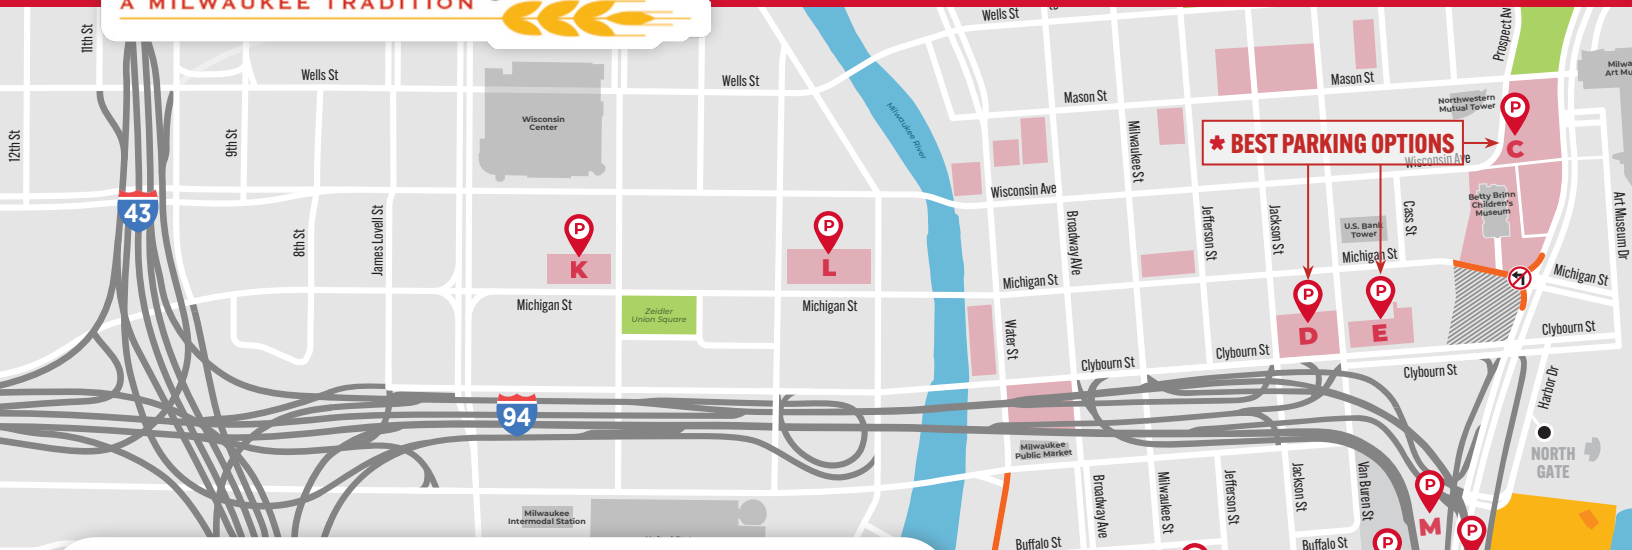 A MILWAUKEE TRADITION
11th St
Wells St
Prospect Av
Wells St
Wells St
Mason St
Mason St
Milwa
Art Mu
12th St
9th St
Wisconsin
Center
Milwaukee River
Milwaukee St
Northwestern
Mutual Tower
P
C
* BEST PARKING OPTIONS
Wisconsin Ave
Wisconsin Ave
43
8th St
James Lovell St
P
K
P
L
Broadway AVe
Jefferson St
Jackson St
Cass St
U.S. Bank
Tower
Betty Brinn
Children's
Museum
Art Museum Dr
Michigan St
Michigan St
Michigan St
Michigan St
Michigan St
Zeidler
Union Square
Water St
P
D
P
E
Clybourn St
Clybourn St
Clybourn St
Clybourn St
Harbor Dr
94
Milwaukee
Public Market
NORTH
GATE
Broadway Ave
Milwaukee St
Jefferson St
Jackson St
Van Buren St
P
M
P
P
Milwaukee
Intermodal Station
Buffalo St
Buffalo St